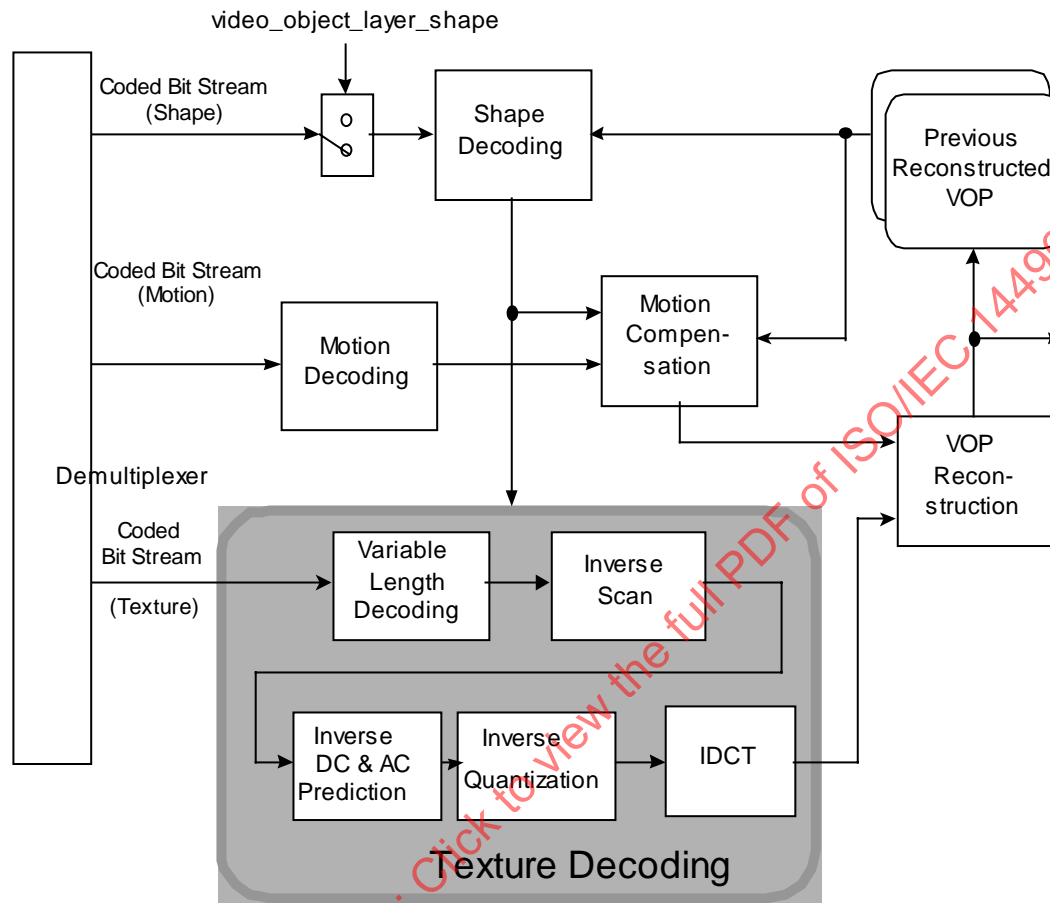 video_object_layer_shape
Coded Bit Stream
(Shape)
Shape
Decoding
Previous
Reconstructed
VOP
Coded Bit Stream
(Motion)
Motion
Decoding
Motion
Compen-
sation
VOP
Recon-
struction
Demultiplexer
Coded
Bit Stream
(Texture)
Variable
Length
Decoding
Inverse
Scan
Inverse
DC & AC
Prediction
Inverse
Quantization
IDCT
Texture Decoding
. Click to view the full PDF of ISO/IEC 14496